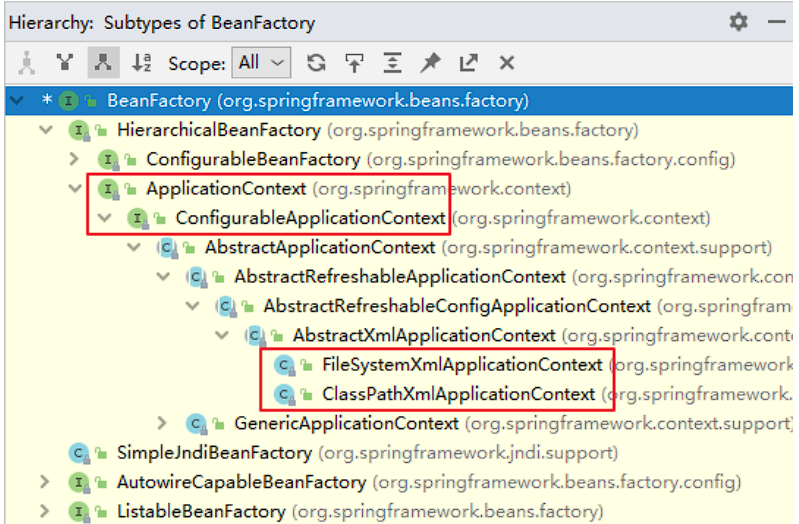 Hierarchy: Subtypes of BeanFactory
Scope: All
* BeanFactory (org.springframework.beans.factory)
HierarchicalBeanFactory (org.springframework.beans.factory)
ConfigurableBeanFactory (org.springframework.beans.factory.config)
ApplicationContext (org.springframework.context)
ConfigurableApplicationContext (org.springframework.context)
AbstractApplicationContext (org.springframework.context.support)
AbstractRefreshableApplicationContext (org.springframework.con
AbstractRefreshableConfigApplicationContext (org.springfram
AbstractXmlApplicationContext (org.springframework.cont
FileSystemXmlApplicationContext (org.springframework
ClassPathXmlApplicationContext (org.springframework.
GenericApplicationContext (org.springframework.context.support)
SimpleJndiBeanFactory (org.springframework.jndi.support)
AutowireCapableBeanFactory (org.springframework.beans.factory.config)
ListableBeanFactory (org.springframework.beans.factory)